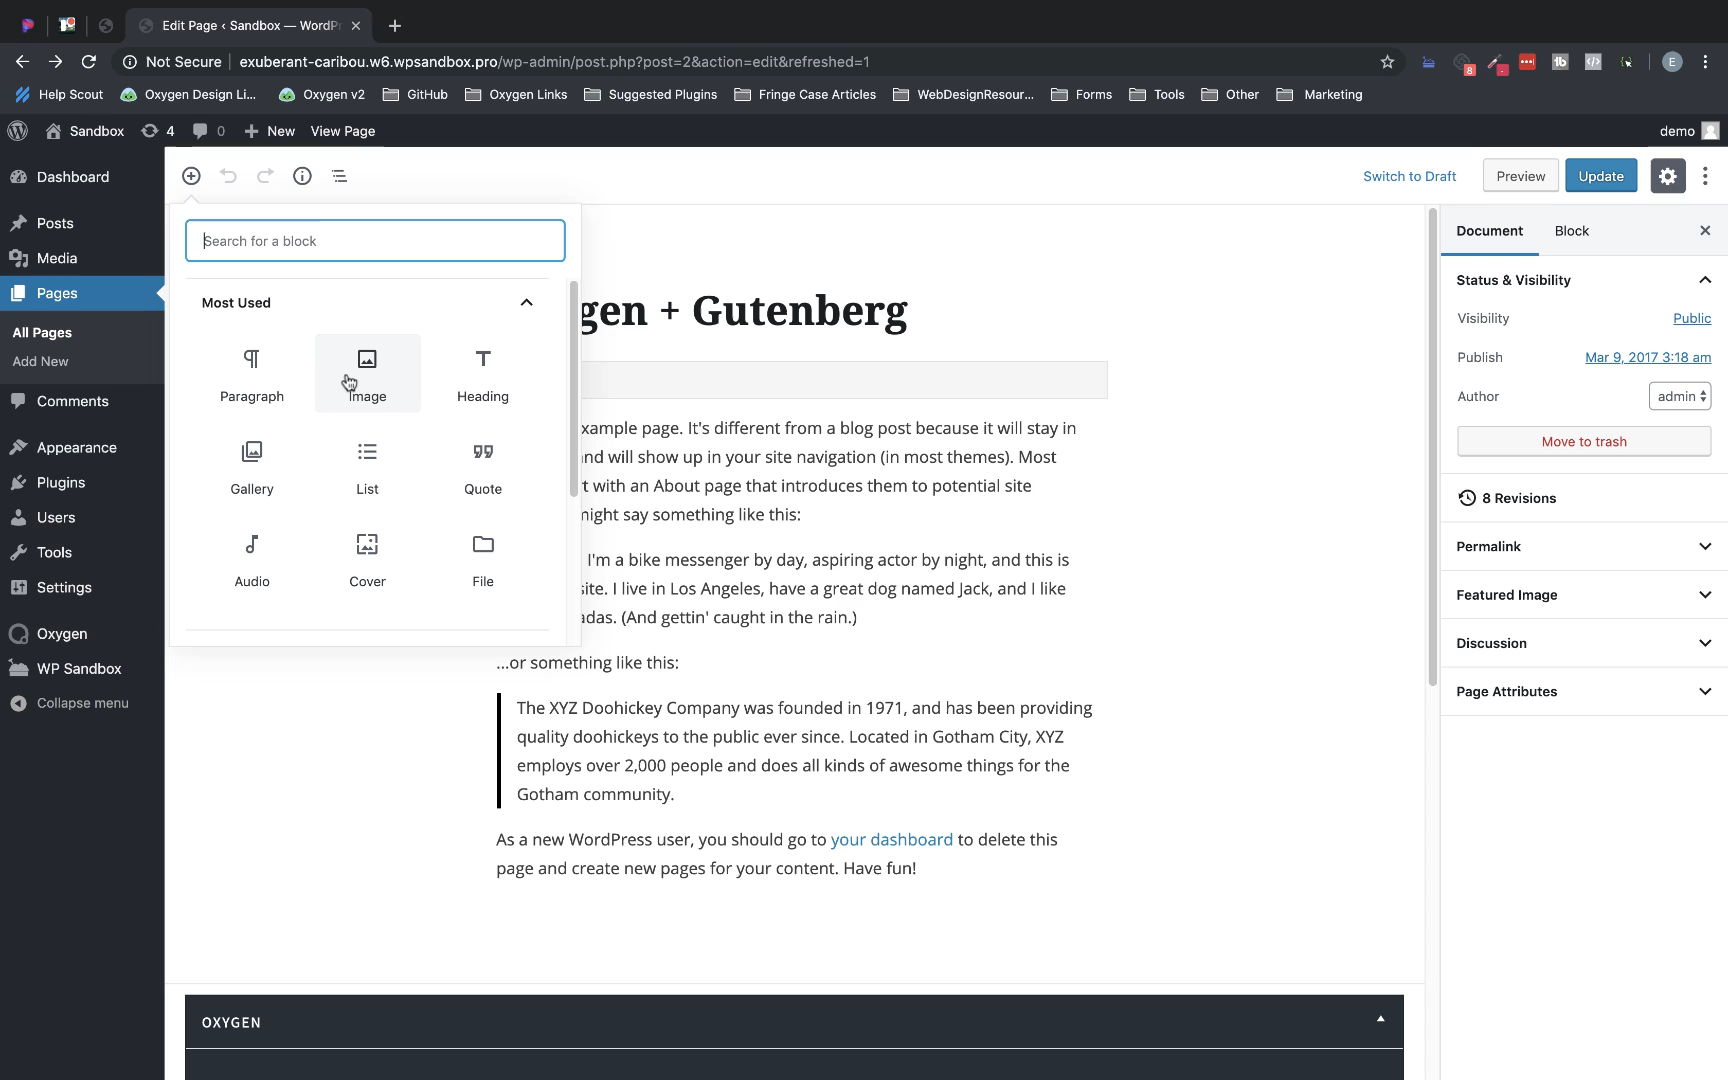 Edit Page ‹ Sandbox — WordPr
Not Secure exuberant-caribou.w6.wpsandbox.pro/wp-admin/post.php?post=2&action=edit&refreshed=1
8
tb
E
Help Scout Oxygen Design Li... Oxygen v2 GitHub Oxygen Links Suggested Plugins Fringe Case Articles WebDesignResour... Forms Tools Other Marketing
Sandbox 4 0 New View Page demo
Dashboard
Posts
Media
Pages
All Pages
Add New
Comments
Appearance
Plugins
Users
Tools
Settings
Oxygen
WP Sandbox
Collapse menu
Switch to Draft Preview Update
Search for a block
Most Used
Paragraph Image Heading
Gallery List Quote
Audio Cover File
gen + Gutenberg
xample page. It's different from a blog post because it will stay in
nd will show up in your site navigation (in most themes). Most
t with an About page that introduces them to potential site
might say something like this:
I'm a bike messenger by day, aspiring actor by night, and this is
site. I live in Los Angeles, have a great dog named Jack, and I like
adas. (And gettin' caught in the rain.)
...or something like this:
The XYZ Doohickey Company was founded in 1971, and has been providing
quality doohickeys to the public ever since. Located in Gotham City, XYZ
employs over 2,000 people and does all kinds of awesome things for the
Gotham community.
As a new WordPress user, you should go to your dashboard to delete this
page and create new pages for your content. Have fun!
OXYGEN
Document Block
Status & Visibility
Visibility Public
Publish Mar 9, 2017 3:18 am
Author admin
Move to trash
8 Revisions
Permalink
Featured Image
Discussion
Page Attributes